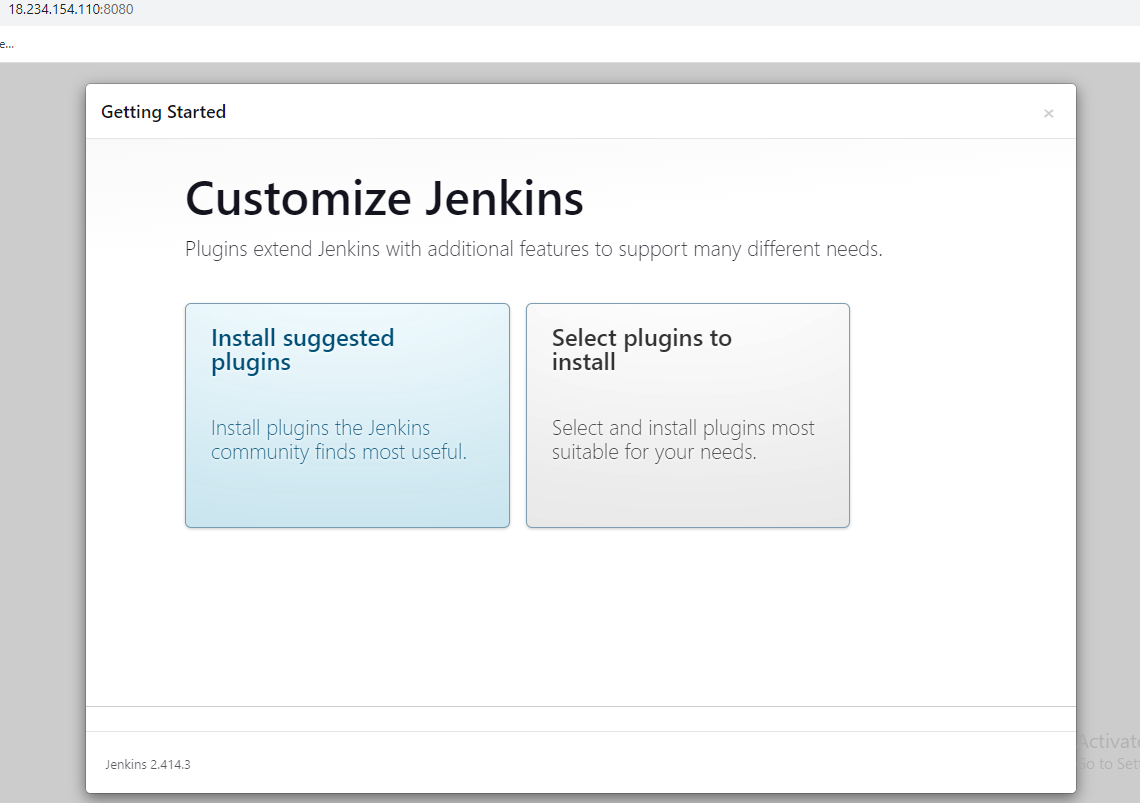 18.234.154.110:8080
e...
Getting Started
×
Customize Jenkins
Plugins extend Jenkins with additional features to support many different needs.
Install suggested
plugins
Install plugins the Jenkins
community finds most useful.
Select plugins to
install
Select and install plugins most
suitable for your needs.
Activate
Go to Sett
Jenkins 2.414.3